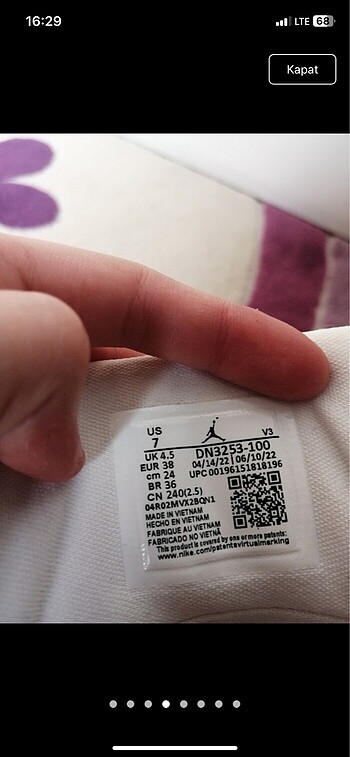 16:29
LTE 68
Kapat
US
7
V3
UK 4.5
DN3253-100
EUR 38
04/14/22 06/10/22
cm 24
UPC 00196151818196
BR 36
CN 240(2.5)
04R02MVX2BQN1
MADE IN VIETNAM
HECHO EN VIETNAM
FABRIQUE AU VIETNAM
FABRICADO NO VIETNÃ
This product is covered by one or more patents:
www.nike.com/patentsvirtualmarking